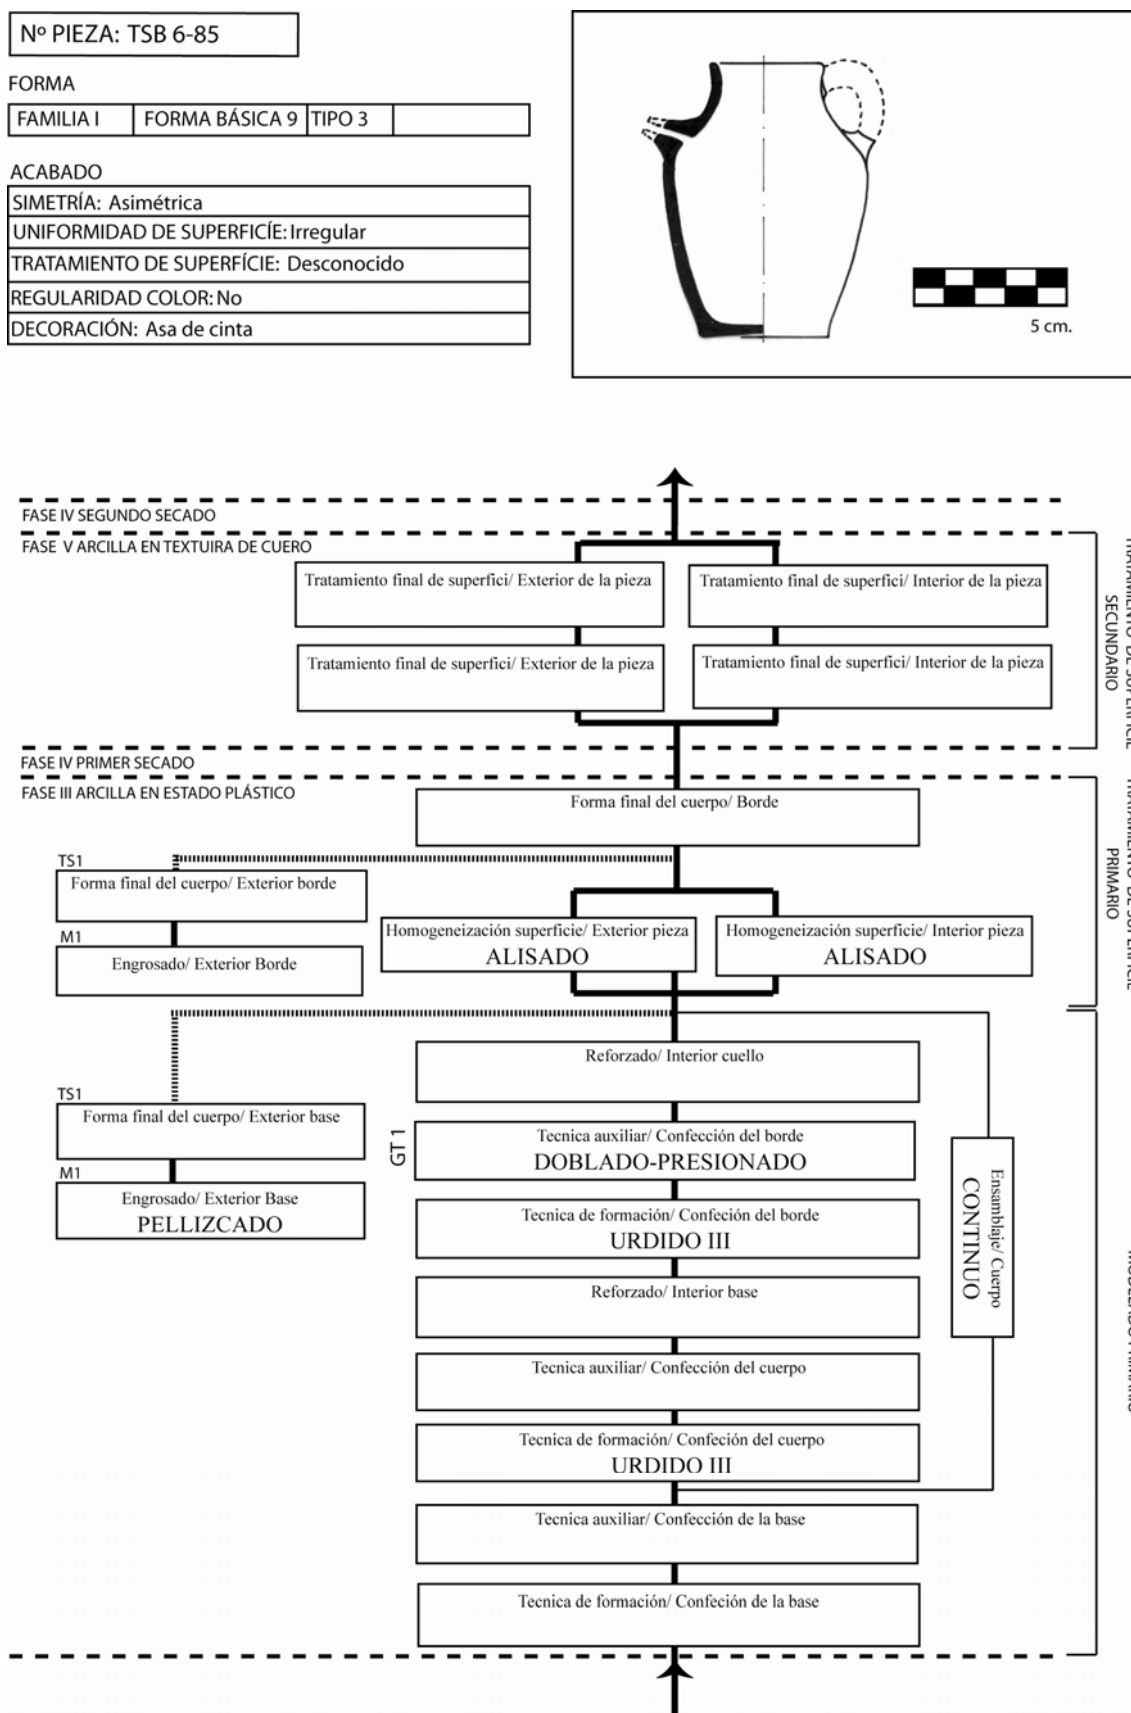 Nº PIEZA: TSB 6-85
FORMA
FAMILIA I
FORMA BÁSICA 9
TIPO 3
ACABADO
SIMETRÍA: Asimétrica
UNIFORMIDAD DE SUPERFICÍE: Irregular
TRATAMIENTO DE SUPERFÍCIE: Desconocido
REGULARIDAD COLOR: No
DECORACIÓN: Asa de cinta
5 cm.
FASE IV SEGUNDO SECADO
FASE V ARCILLA EN TEXTUIRA DE CUERO
Tratamiento final de superfici/ Exterior de la pieza
Tratamiento final de superfici/ Interior de la pieza
Tratamiento final de superfici/ Exterior de la pieza
Tratamiento final de superfici/ Interior de la pieza
SECUNDARIO
FASE IV PRIMER SECADO
FASE III ARCILLA EN ESTADO PLÁSTICO
Forma final del cuerpo/ Borde
TS1
Forma final del cuerpo/ Exterior borde
M1
Engrosado/ Exterior Borde
Homogeneización superficie/ Exterior pieza
ALISADO
Homogeneización superficie/ Interior pieza
ALISADO
PRIMARIO
Reforzado/ Interior cuello
TS1
Forma final del cuerpo/ Exterior base
M1
Engrosado/ Exterior Base
PELLIZCADO
GT 1
Tecnica auxiliar/ Confección del borde
DOBLADO-PRESIONADO
Tecnica de formación/ Confeción del borde
URDIDO III
Ensamblaje/ Cuerpo
CONTINUO
Reforzado/ Interior base
Tecnica auxiliar/ Confección del cuerpo
Tecnica de formación/ Confeción del cuerpo
URDIDO III
Tecnica auxiliar/ Confección de la base
Tecnica de formación/ Confeción de la base